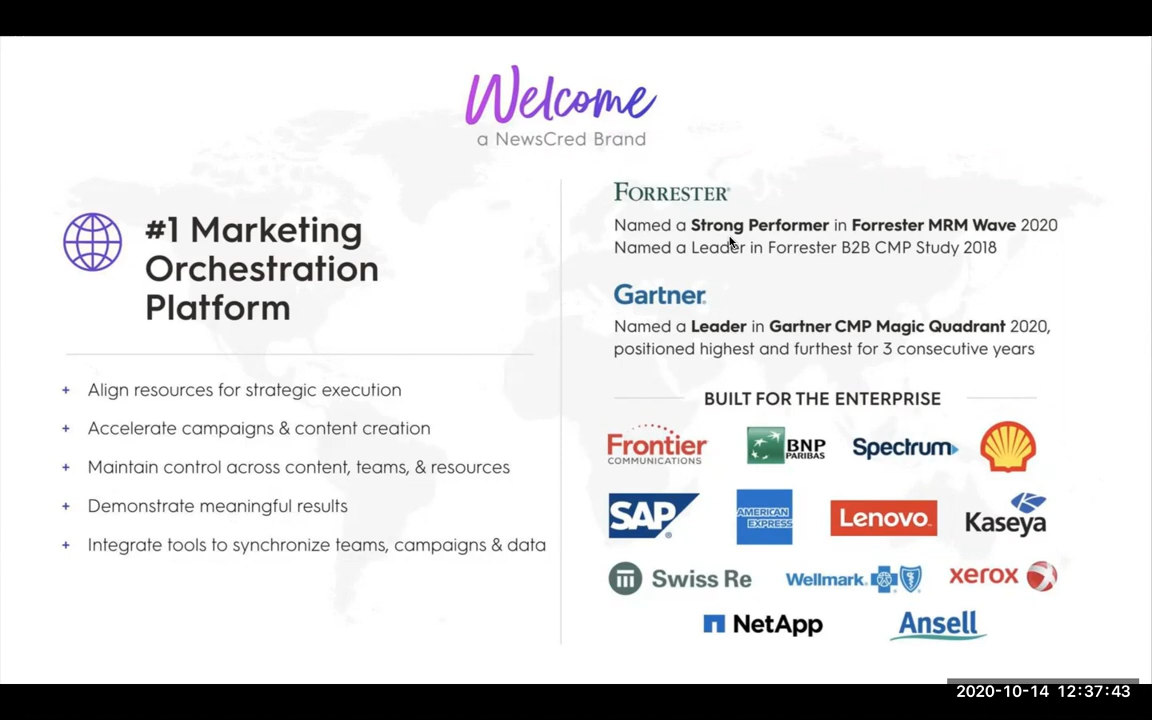 Welcome
a NewsCred Brand
#1 Marketing
Orchestration
Platform
+ Align resources for strategic execution
+ Accelerate campaigns & content creation
+ Maintain control across content, teams, & resources
+ Demonstrate meaningful results
+ Integrate tools to synchronize teams, campaigns & data
FORRESTER®
Named a Strong Performer in Forrester MRM Wave 2020
Named a Leader in Forrester B2B CMP Study 2018
Gartner
Named a Leader in Gartner CMP Magic Quadrant 2020,
positioned highest and furthest for 3 consecutive years
BUILT FOR THE ENTERPRISE
Frontier
COMMUNICATIONS
BNP
PARIBAS
Spectrum
SAP®
AMERICAN
EXPRESS
Lenovo
Kaseya
Swiss Re
Wellmark
xerox
NetApp
Ansell
2020-10-14 12:37:43